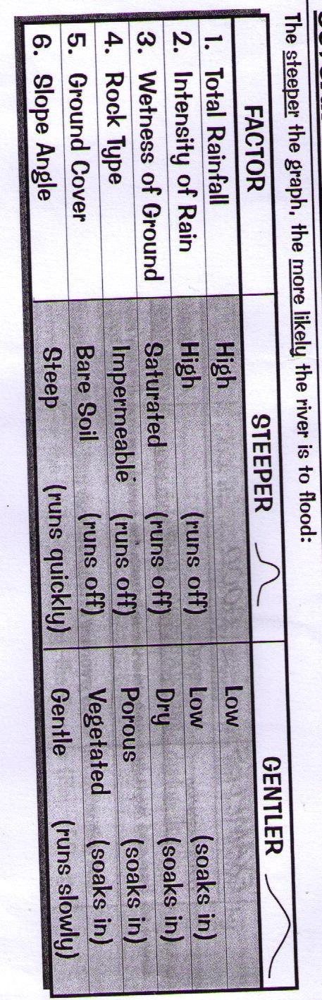 The steeper the graph, the more likely the river is to flood:
FACTOR STEEPER GENTLER
1. Total Rainfall High Low
2. Intensity of Rain High (runs off) Low (soaks in)
3. Wetness of Ground Saturated (runs off) Dry (soaks in)
4. Rock Type Impermeable (runs off) Porous (soaks in)
5. Ground Cover Bare Soil (runs off) Vegetated (soaks in)
6. Slope Angle Steep (runs quickly) Gentle (runs slowly)